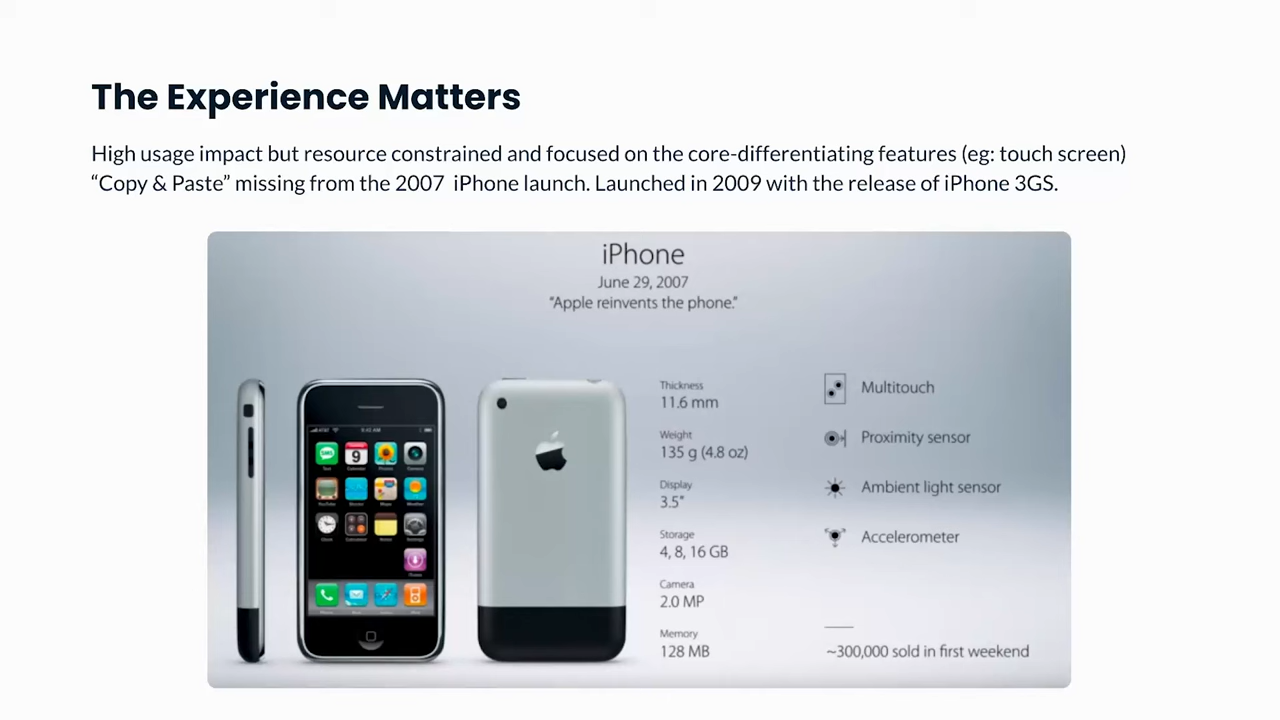 The Experience Matters
High usage impact but resource constrained and focused on the core-differentiating features (eg: touch screen)
“Copy & Paste” missing from the 2007 iPhone launch. Launched in 2009 with the release of iPhone 3GS.
iPhone
June 29, 2007
“Apple reinvents the phone.”
Thickness
11.6 mm
Weight
135 g (4.8 oz)
Display
3.5"
Storage
4, 8, 16 GB
Camera
2.0 MP
Memory
128 MB
Multitouch
Proximity sensor
Ambient light sensor
Accelerometer
~300,000 sold in first weekend
9